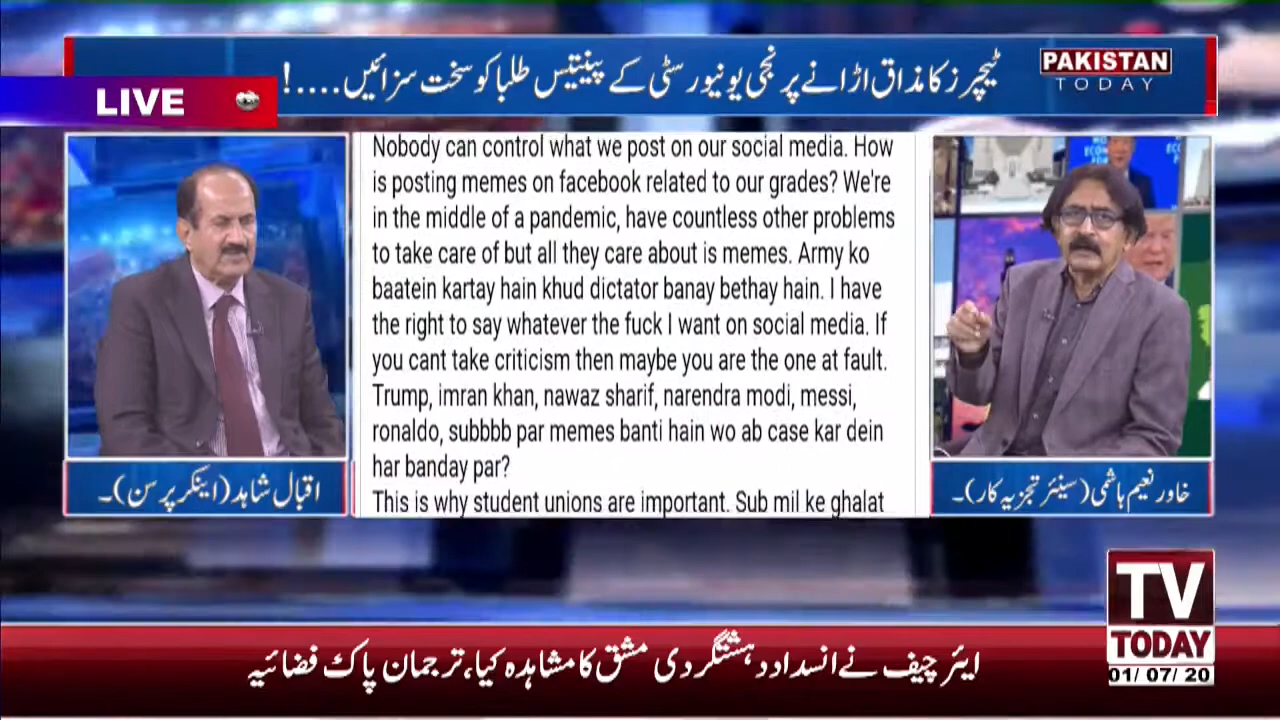 ٹیچرز کا مذاق اڑانے پر نجی یونیورسٹی کے پینتیس طلبا کو سخت سزائیں....!
PAKISTAN
TODAY
LIVE
Nobody can control what we post on our social media. How
is posting memes on facebook related to our grades? We're
in the middle of a pandemic, have countless other problems
to take care of but all they care about is memes. Army ko
baatein kartay hain khud dictator banay bethay hain. I have
the right to say whatever the fuck I want on social media. If
you cant take criticism then maybe you are the one at fault.
Trump, imran khan, nawaz sharif, narendra modi, messi,
ronaldo, subbbb par memes banti hain wo ab case kar dein
har banday par?
This is why student unions are important. Sub mil ke ghalat
اقبال شاہد (اینکر پرسن)۔
خاور نعیم ہاشمی (سینئر تجزیہ کار)۔
TV
TODAY
01/ 07/ 20
ایئر چیف نے انسداد دہشتگردی مشق کا مشاہدہ کیا، ترجمان پاک فضائیہ